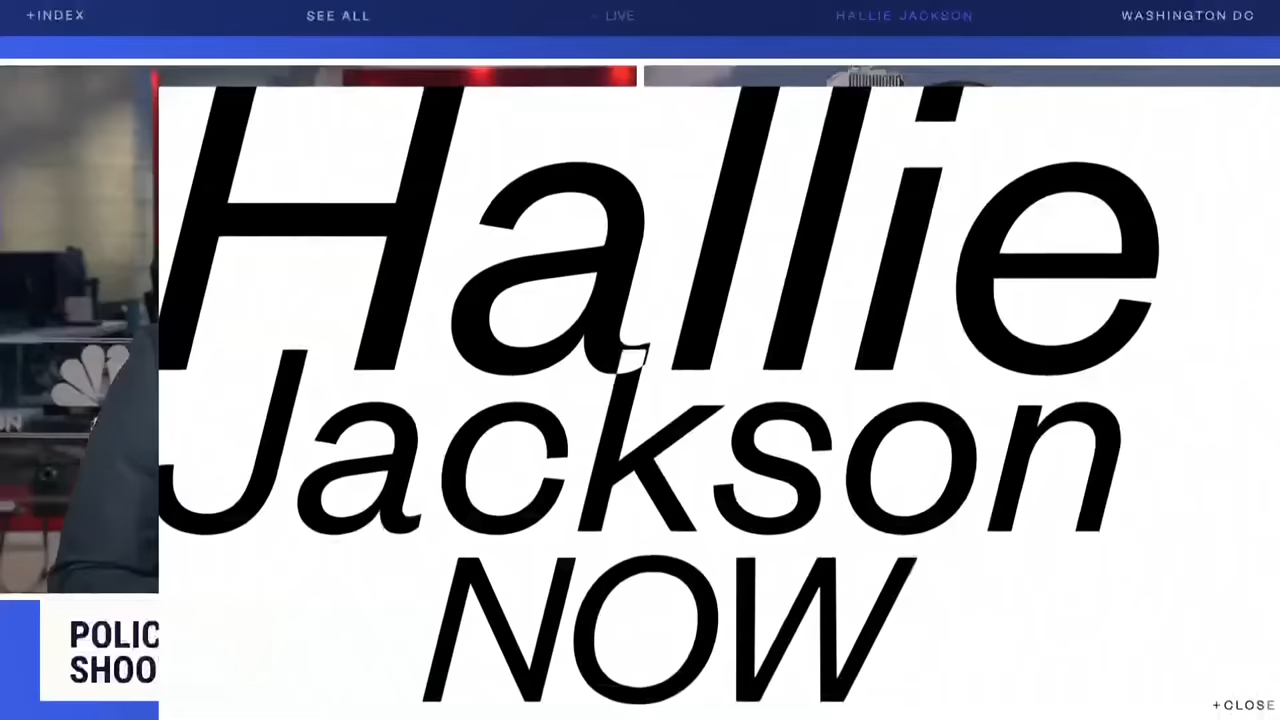 +INDEX
SEE ALL
LIVE
HALLIE JACKSON
WASHINGTON DC
Hallie
Jackson
NOW
POLIC
SHOO
+CLOSE